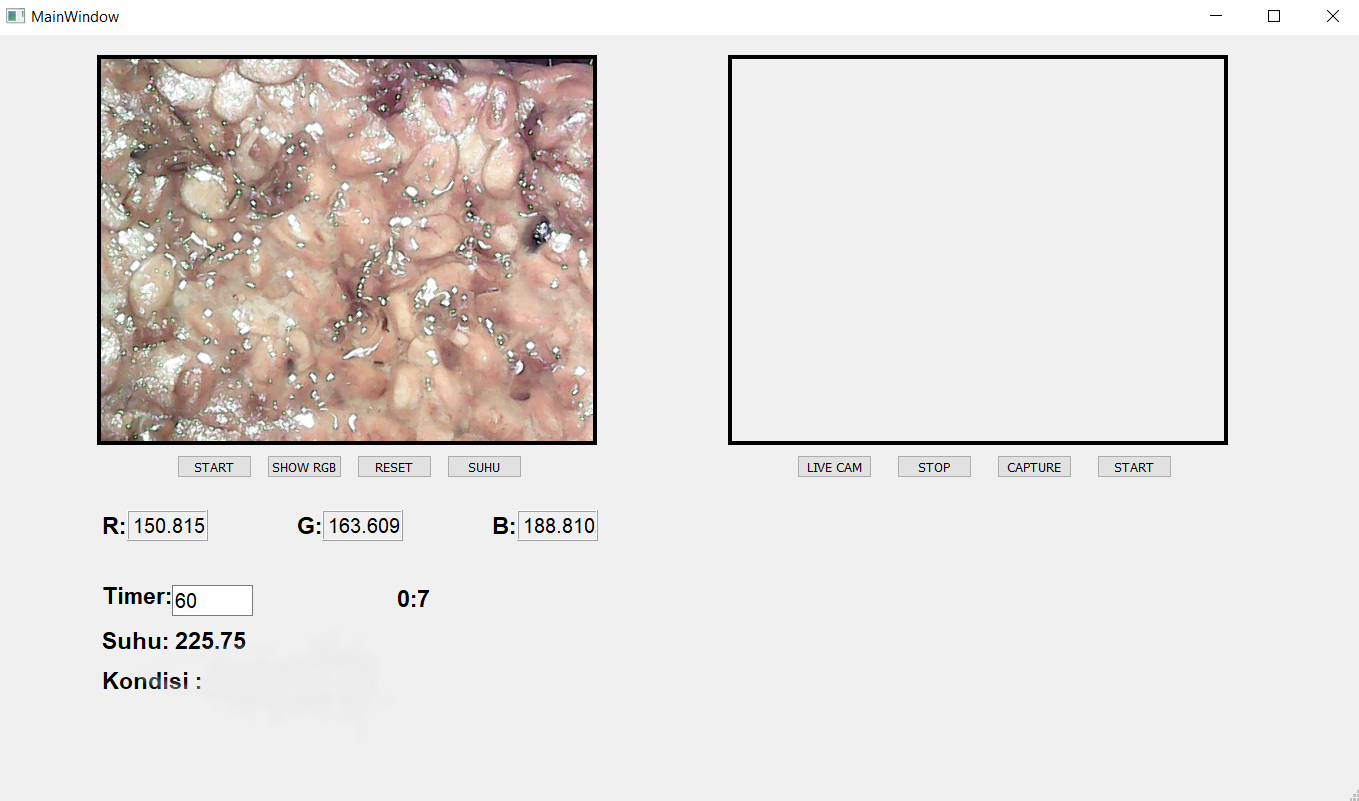 MainWindow
START SHOW RGB RESET SUHU
LIVE CAM STOP CAPTURE START
R: 150.815 G: 163.609 B: 188.810
Timer: 60 0:7
Suhu: 225.75
Kondisi :